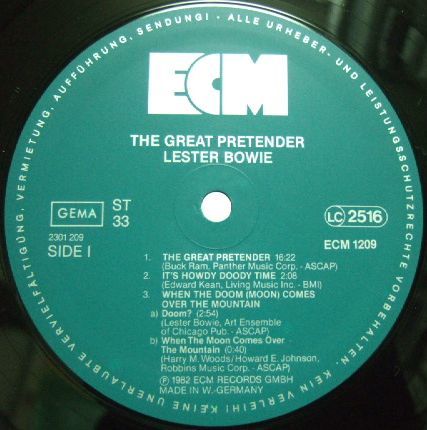 ECM
THE GREAT PRETENDER
LESTER BOWIE
GEMA
ST
33
LC 2516
2301 209
SIDE I
ECM 1209
1. THE GREAT PRETENDER 16:22
(Buck Ram, Panther Music Corp. - ASCAP)
2. IT'S HOWDY DOODY TIME 2:08
(Edward Kean, Living Music Inc. - BMI)
3. WHEN THE DOOM (MOON) COMES
OVER THE MOUNTAIN
a) Doom? (2:54)
(Lester Bowie, Art Ensemble
of Chicago Pub. - ASCAP)
b) When The Moon Comes Over
The Mountain (0:40)
(Harry M. Woods/Howard E. Johnson,
Robbins Music Corp. - ASCAP)
℗ 1982 ECM RECORDS GMBH
MADE IN W.-GERMANY
KEINE UNERLAUBTE VERVIELFÄLTIGUNG, VERMIETUNG, AUFFÜHRUNG, SENDUNG! - ALLE URHEBER- UND LEISTUNGSSCHUTZRECHTE VORBEHALTEN. KEIN VERLEIH!